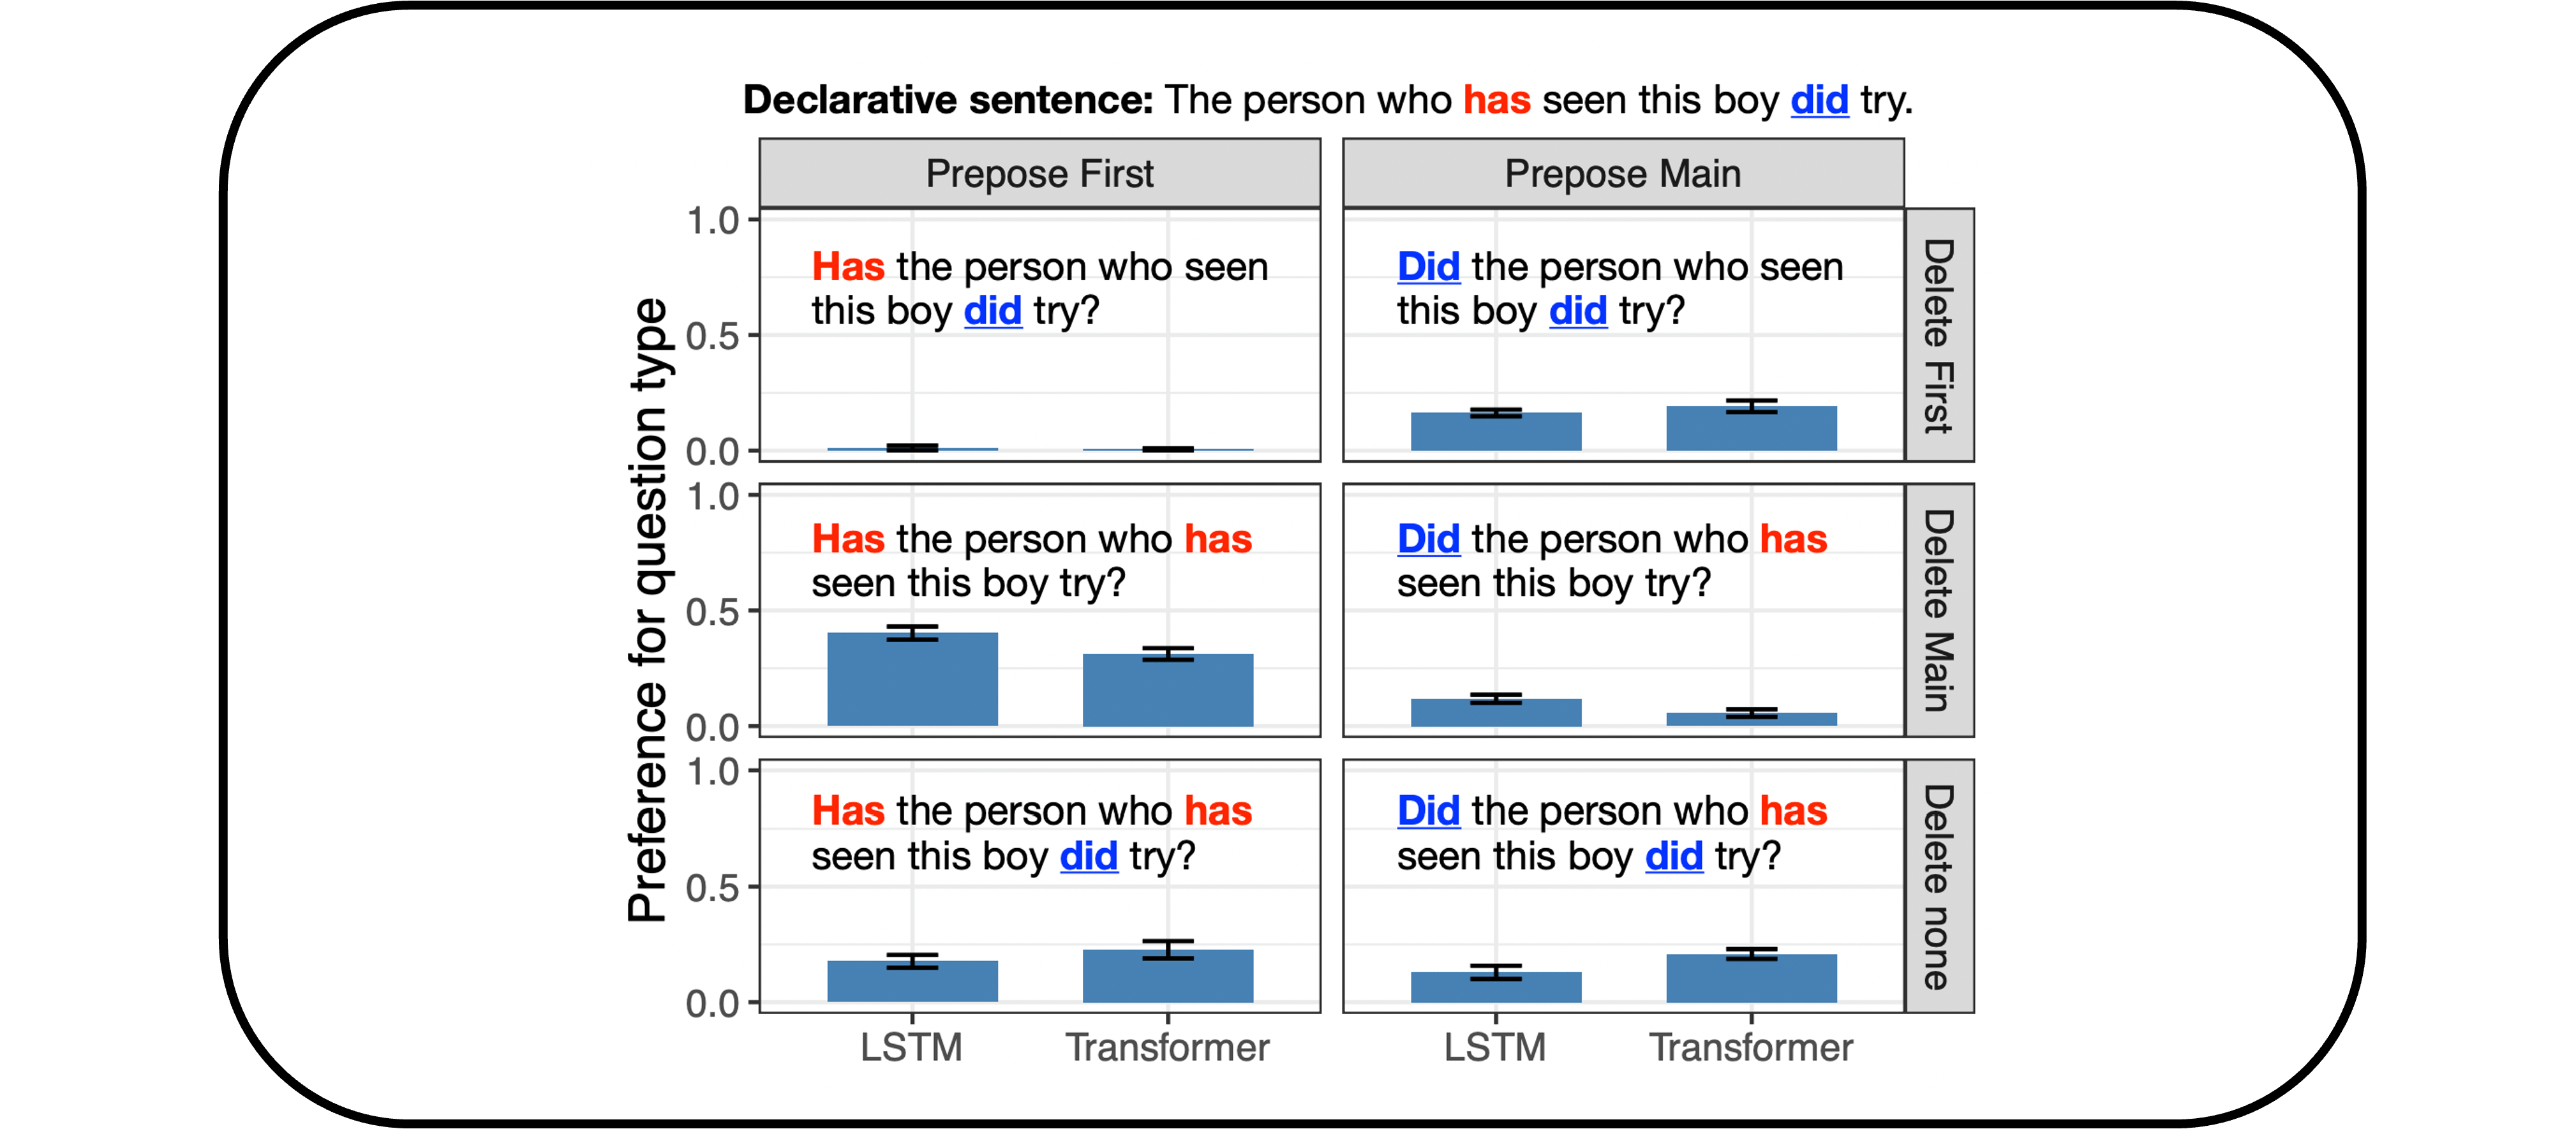 Declarative sentence: The person who has seen this boy did try.
Prepose First
Prepose Main
Preference for question type
1.0
0.5
0.0
Has the person who seen
this boy did try?
Did the person who seen
this boy did try?
Delete First
1.0
0.5
0.0
Has the person who has
seen this boy try?
Did the person who has
seen this boy try?
Delete Main
1.0
0.5
0.0
Has the person who has
seen this boy did try?
Did the person who has
seen this boy did try?
Delete none
LSTM
Transformer
LSTM
Transformer